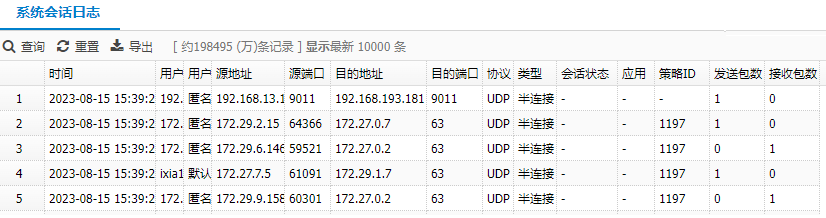 系统会话日志
查询 重置 导出 [ 约198495 (万)条记录 ] 显示最新 10000 条
时间 用户 用户 源地址 源端口 目的地址 目的端口 协议 类型 会话状态 应用 策略ID 发送包数 接收包数
1 2023-08-15 15:39:2 192. 匿名 192.168.13.1 9011 192.168.193.181 9011 UDP 半连接 - - - 1 0
2 2023-08-15 15:39:2 172. 匿名 172.29.2.15 64366 172.27.0.7 63 UDP 半连接 - - 1197 1 0
3 2023-08-15 15:39:2 172. 匿名 172.29.6.146 59521 172.27.0.2 63 UDP 半连接 - - 1197 0 1
4 2023-08-15 15:39:2 ixia1 默认 172.27.7.5 61091 172.29.1.7 63 UDP 半连接 - - 1197 1 0
5 2023-08-15 15:39:2 172. 匿名 172.29.9.158 60301 172.27.0.2 63 UDP 半连接 - - 1197 0 1